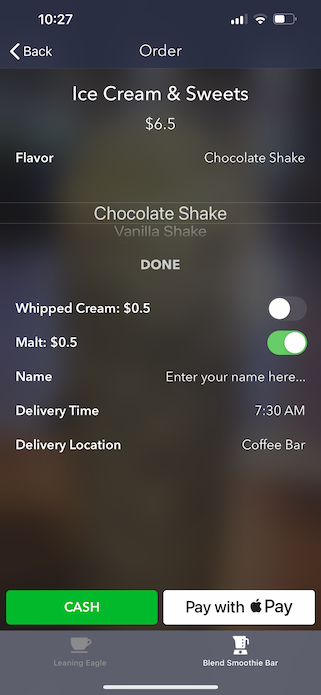 10:27
Back Order
Ice Cream & Sweets
$6.5
Flavor Chocolate Shake
Chocolate Shake
Vanilla Shake
DONE
Whipped Cream: $0.5
Malt: $0.5
Name Enter your name here...
Delivery Time 7:30 AM
Delivery Location Coffee Bar
CASH Pay with Pay
Leaning Eagle Blend Smoothie Bar